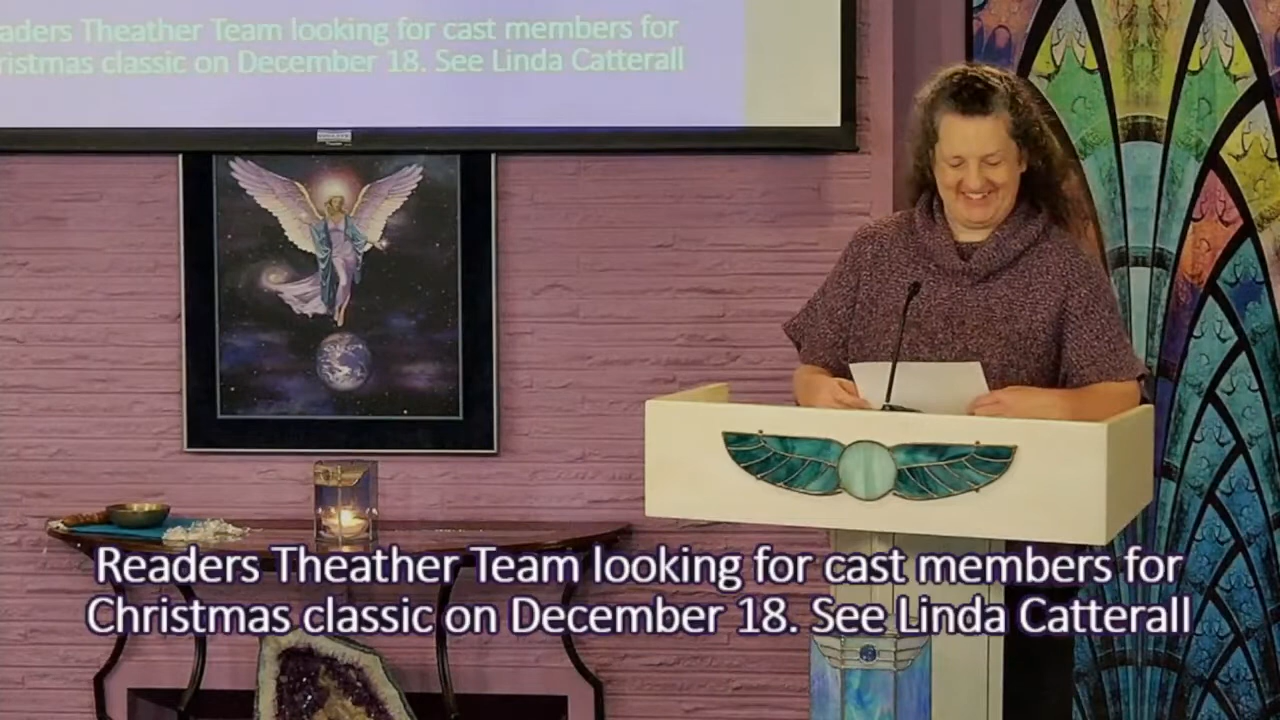 aders Theather Team looking for cast members for
ristmas classic on December 18. See Linda Catterall
Readers Theather Team looking for cast members for
Christmas classic on December 18. See Linda Catterall